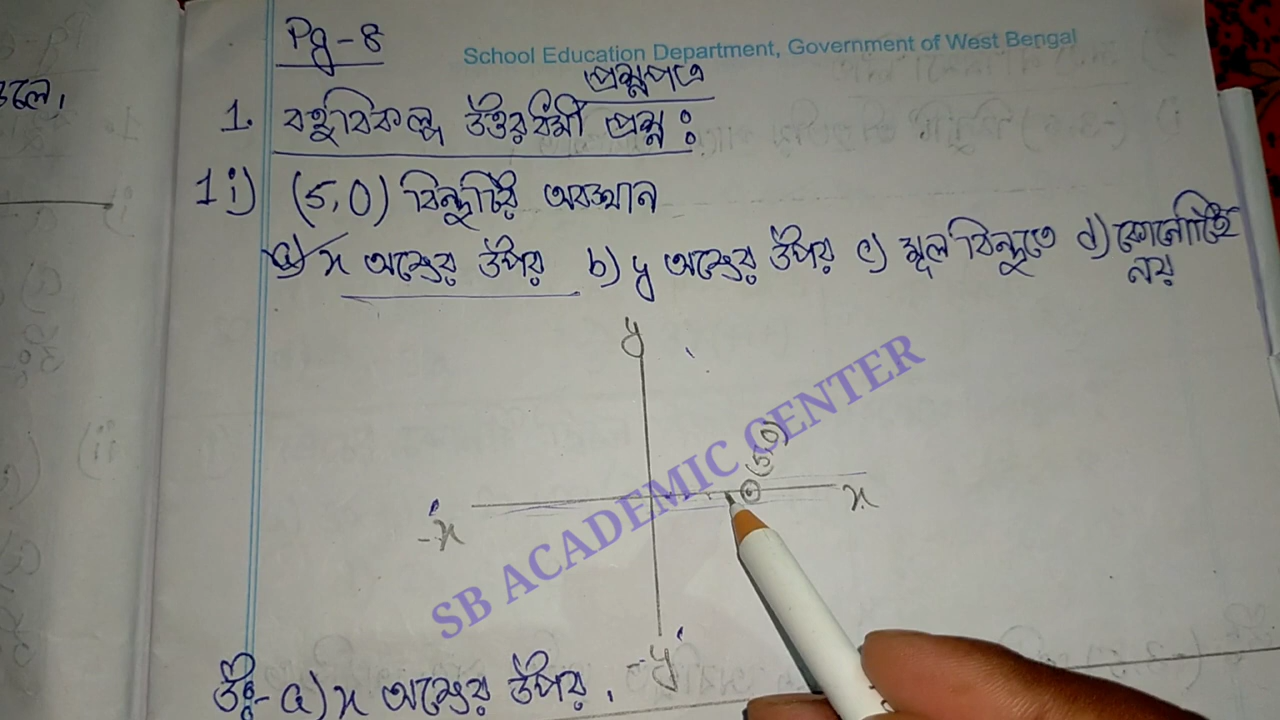 Pg-8
School Education Department, Government of West Bengal
প্রশ্নপত্র
1. বহুবিকল্প উত্তরধর্মী প্রশ্ন :
1 i) (5,0) বিন্দুটির অবস্থান
a) x অক্ষের উপর b) y অক্ষের উপর c) মূল বিন্দুতে d) কোনোটিই
নয়
y
(5,0)
x
-x
SB ACADEMIC CENTER
-y
উঃ- a) x অক্ষের উপর .